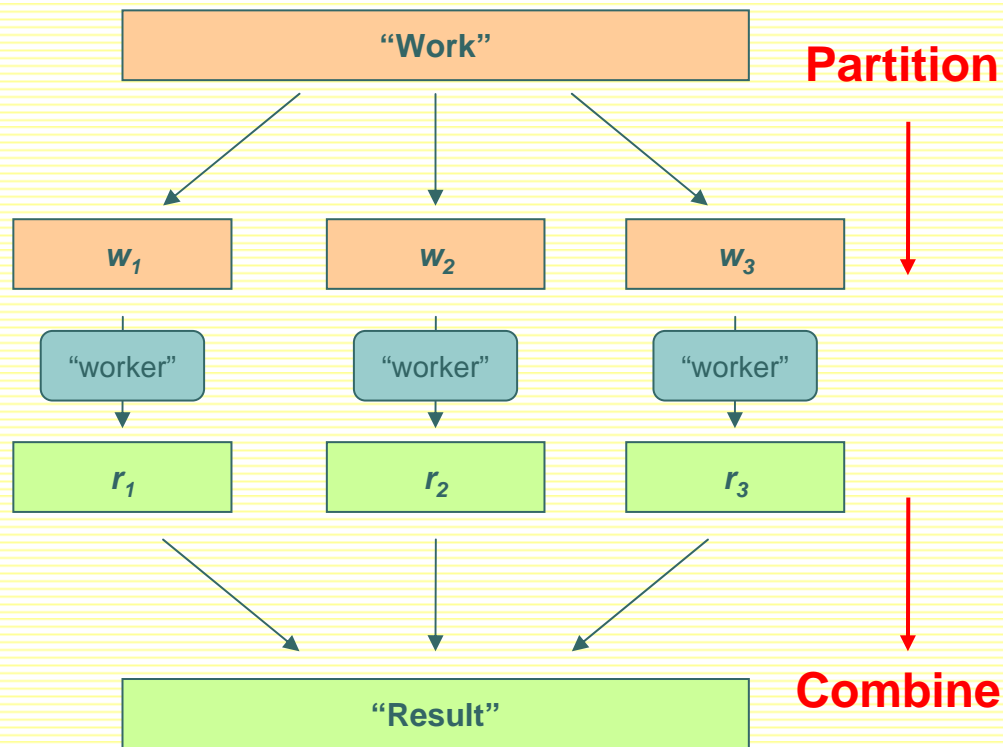 “Work”
Partition
w1 w2 w3
“worker” “worker” “worker”
r1 r2 r3
Combine
“Result”